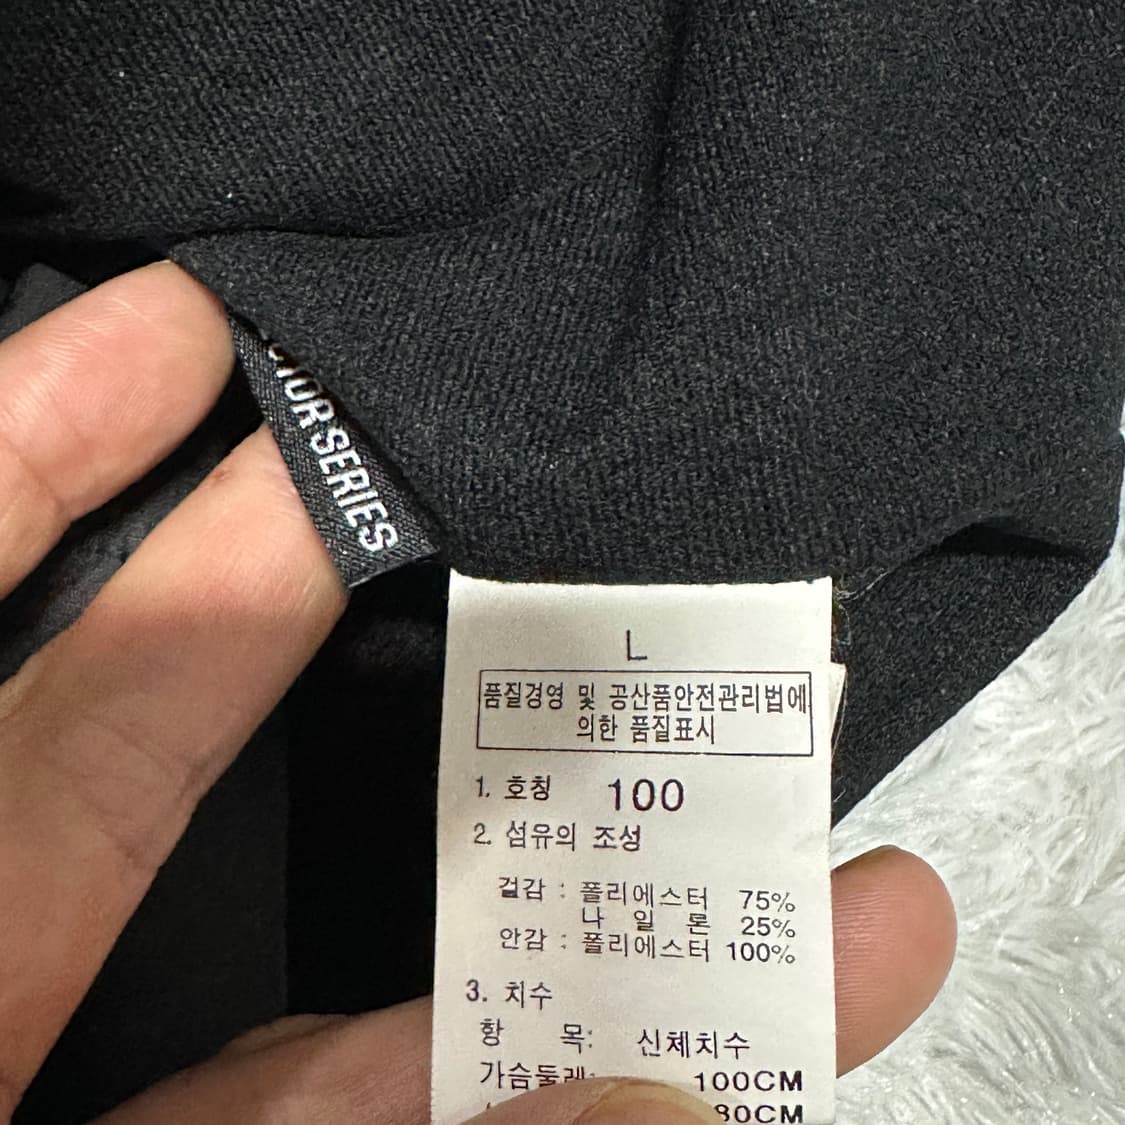 SERIES
L
품질경영 및 공산품안전관리법에
의한 품질표시
1. 호칭 100
2. 섬유의 조성
겉감 : 폴리에스터 75%
나 일 론 25%
안감 : 폴리에스터 100%
3. 치수
항 목: 신체치수
가슴둘레: 100CM